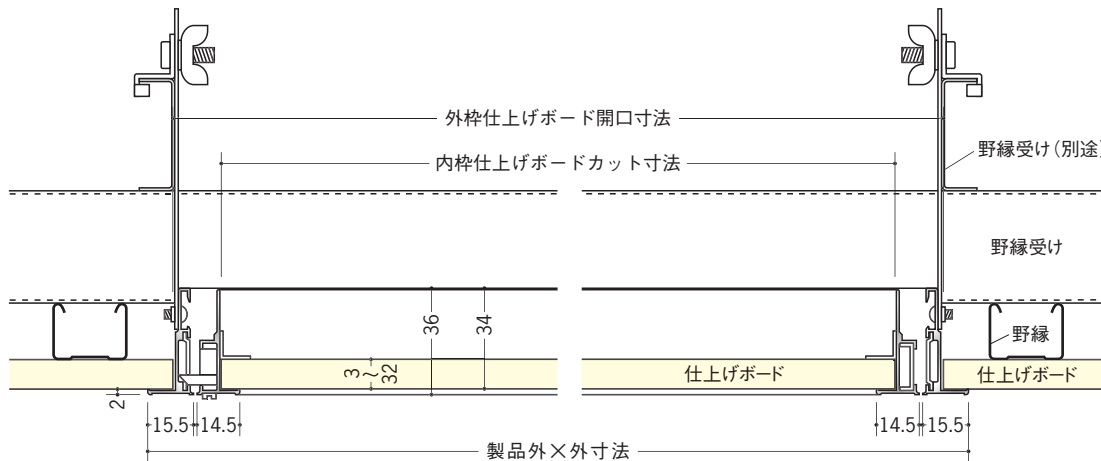 外枠仕上げボード開口寸法
内枠仕上げボードカット寸法
野縁受け(別途)
野縁受け
36
34
野縁
3〜32
仕上げボード
仕上げボード
2
15.5
14.5
14.5
15.5
製品外×外寸法